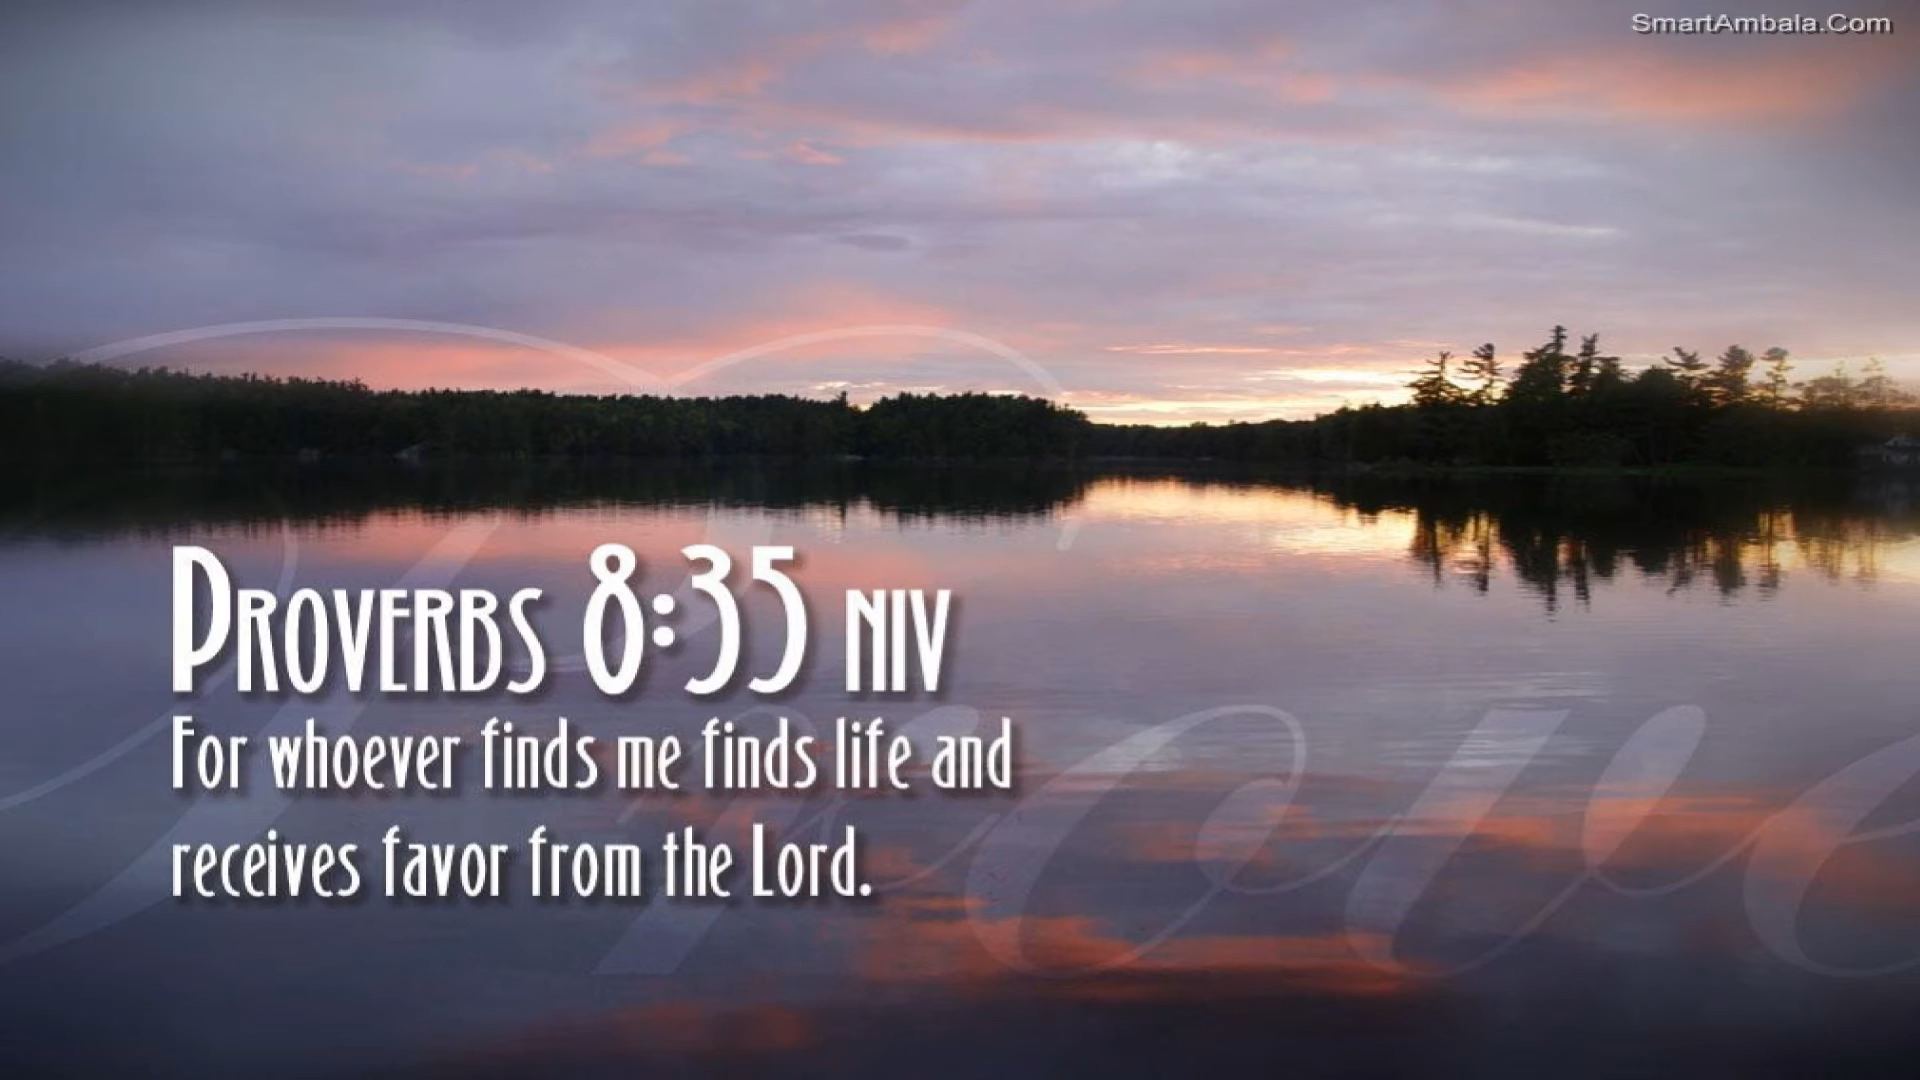 SmartAmbala.Com
Proverbs 8:35 NIV
For whoever finds me finds life and
receives favor from the Lord.